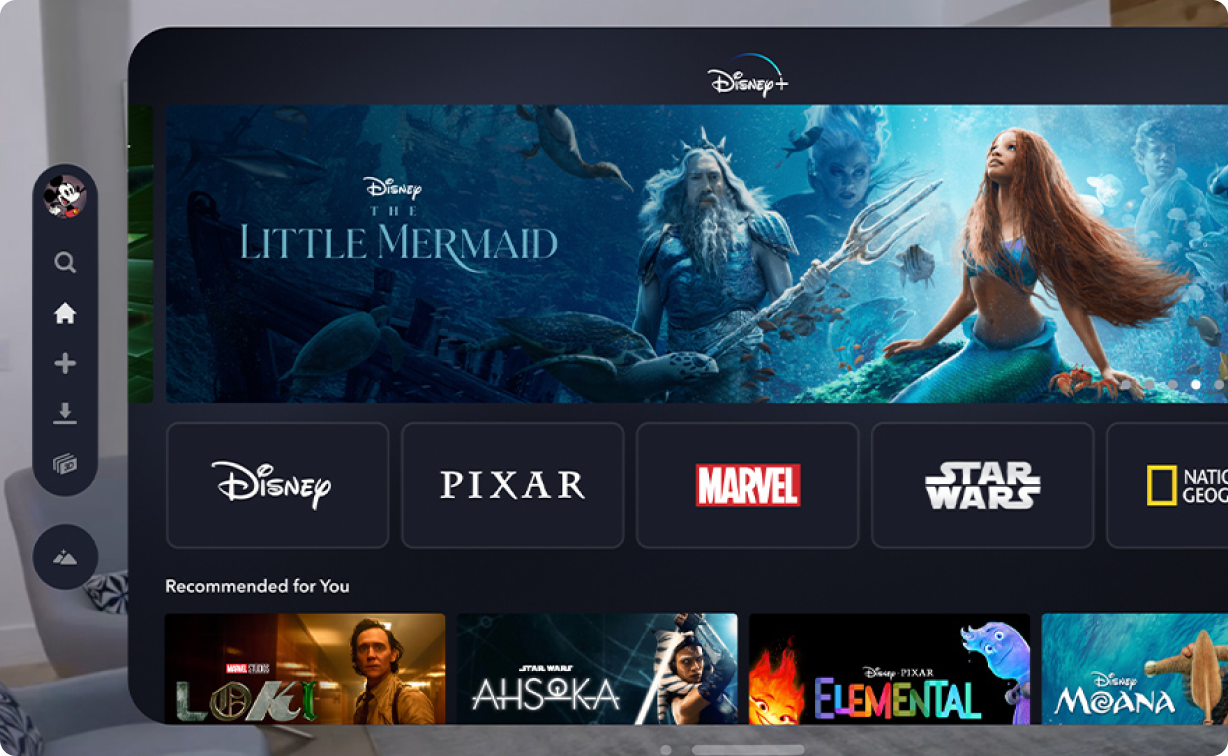 Disney+
Disney
THE
LITTLE MERMAID
Disney
PIXAR
MARVEL
STAR
WARS
NATIO
GEOG
Recommended for You
MARVEL STUDIOS
LOKI
STAR WARS
AHSOKA
Disney · PIXAR
ELEMENTAL
Disney
MOANA